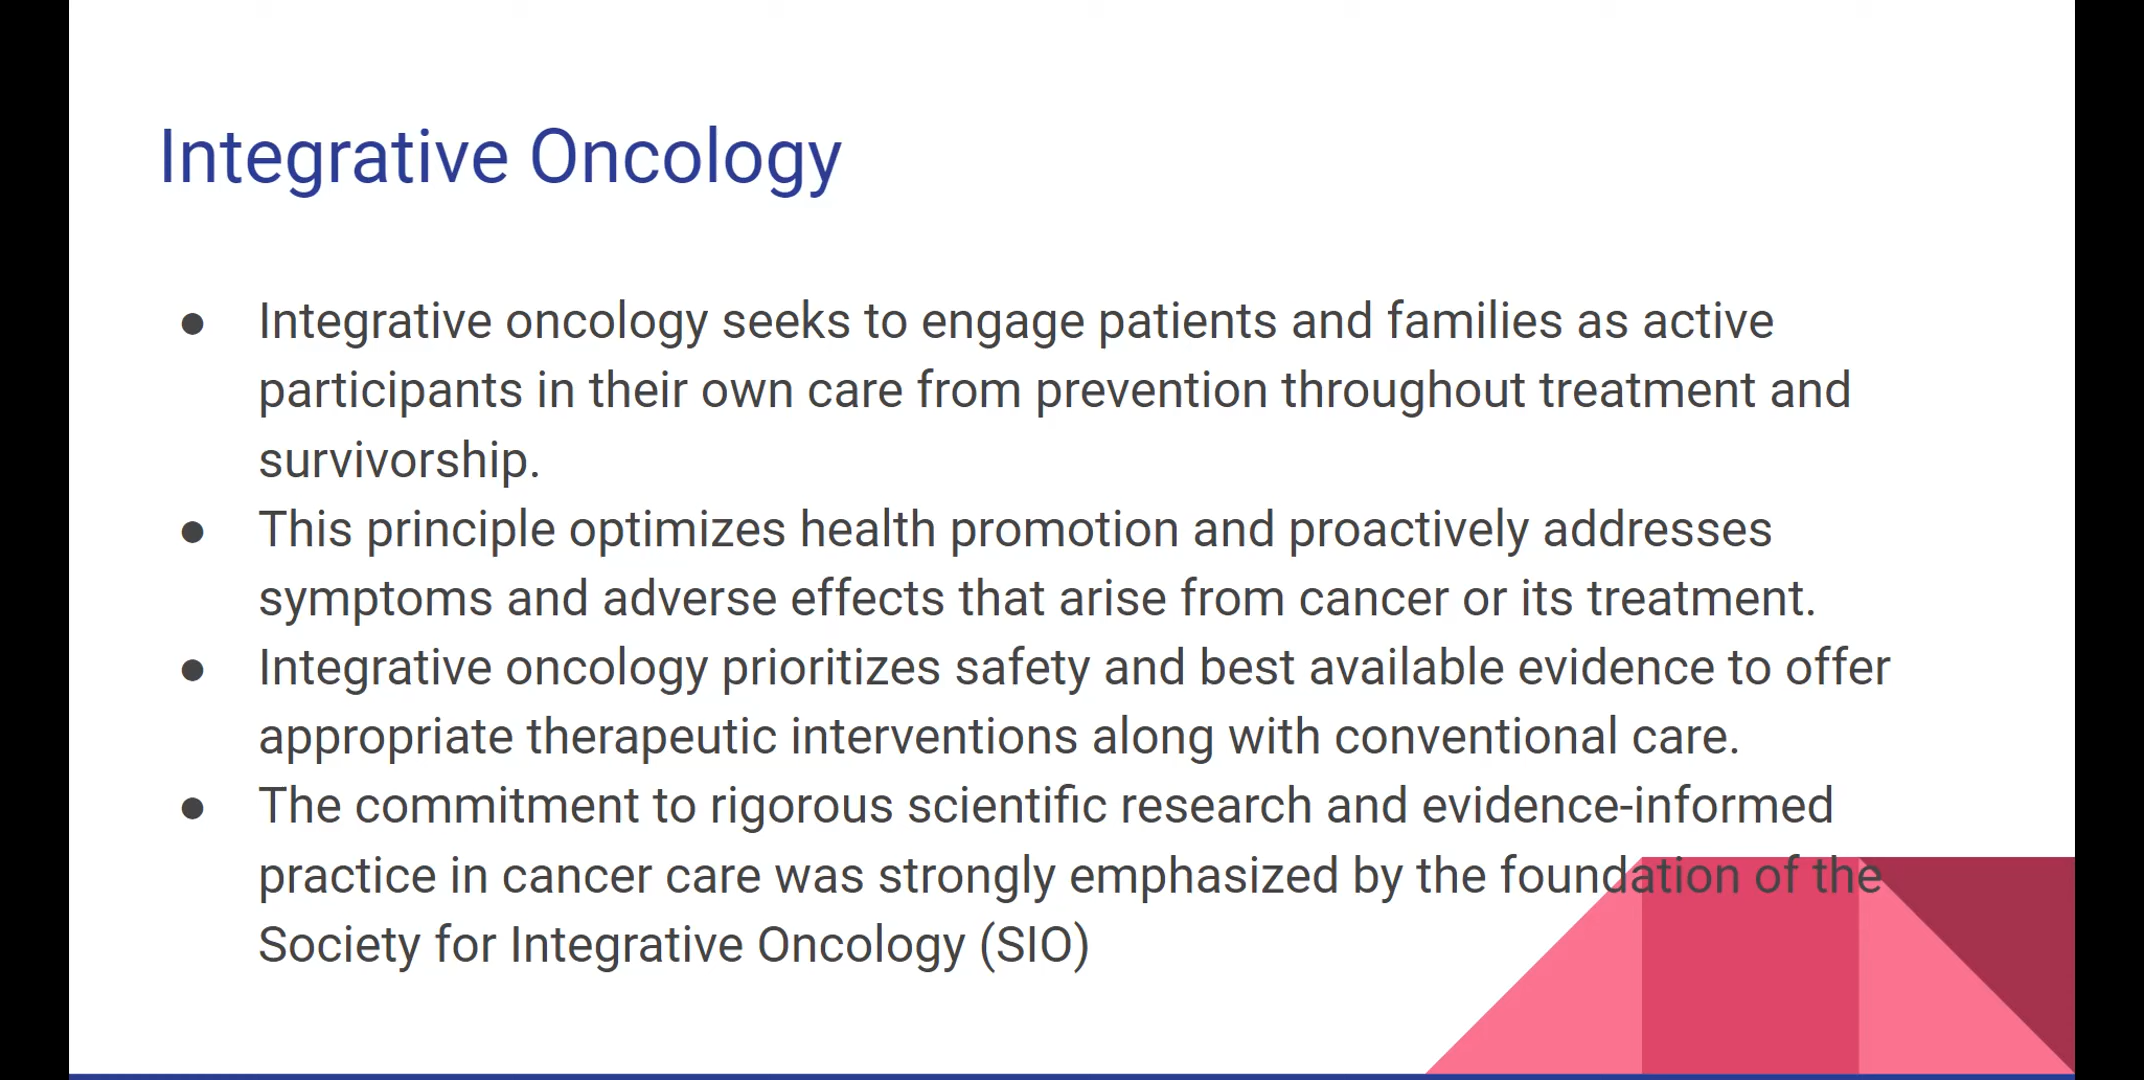 Integrative Oncology
● Integrative oncology seeks to engage patients and families as active
participants in their own care from prevention throughout treatment and
survivorship.
● This principle optimizes health promotion and proactively addresses
symptoms and adverse effects that arise from cancer or its treatment.
● Integrative oncology prioritizes safety and best available evidence to offer
appropriate therapeutic interventions along with conventional care.
● The commitment to rigorous scientific research and evidence-informed
practice in cancer care was strongly emphasized by the foundation of the
Society for Integrative Oncology (SIO)